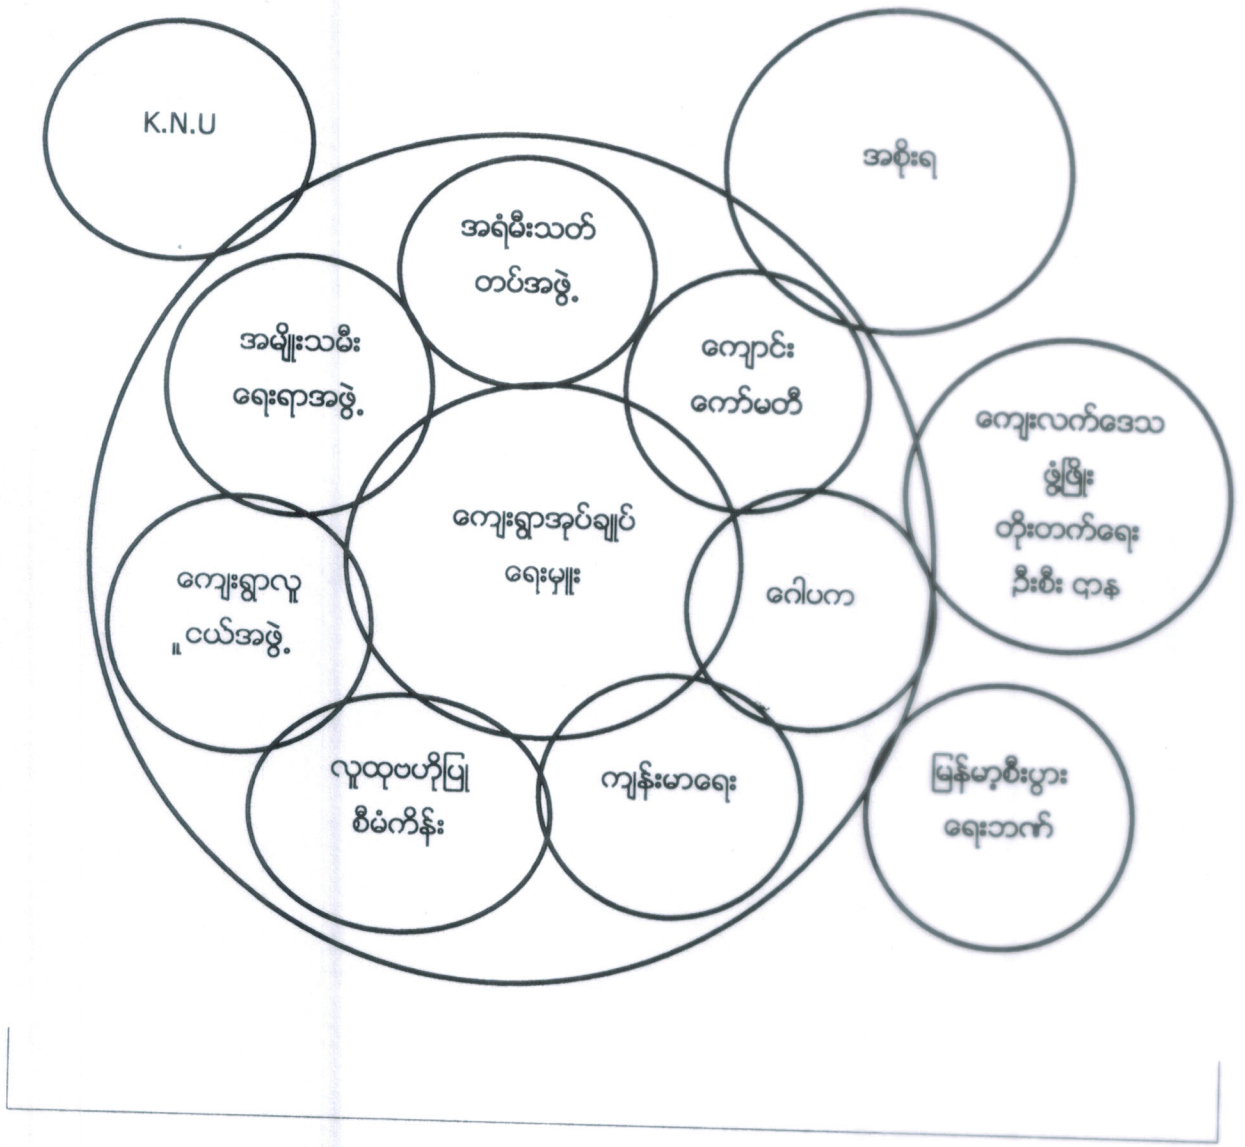 K.N.U
အစိုးရ
အရံမီးသတ်
တပ်အဖွဲ့
အမျိုးသမီး
ရေးရာအဖွဲ့
ကျောင်း
ကော်မတီ
ကျေးလက်ဒေသ
ဖွံ့ဖြိုး
တိုးတက်ရေး
ဦးစီး ဌာန
ကျေးရွာအုပ်ချုပ်
ရေးမှူး
ကျေးရွာလူ
ူ ငယ်အဖွဲ့
ဂေါပက
လူထုဗဟိုပြု
စီမံကိန်း
ကျန်းမာရေး
မြန်မာ့စီးပွား
ရေးဘဏ်